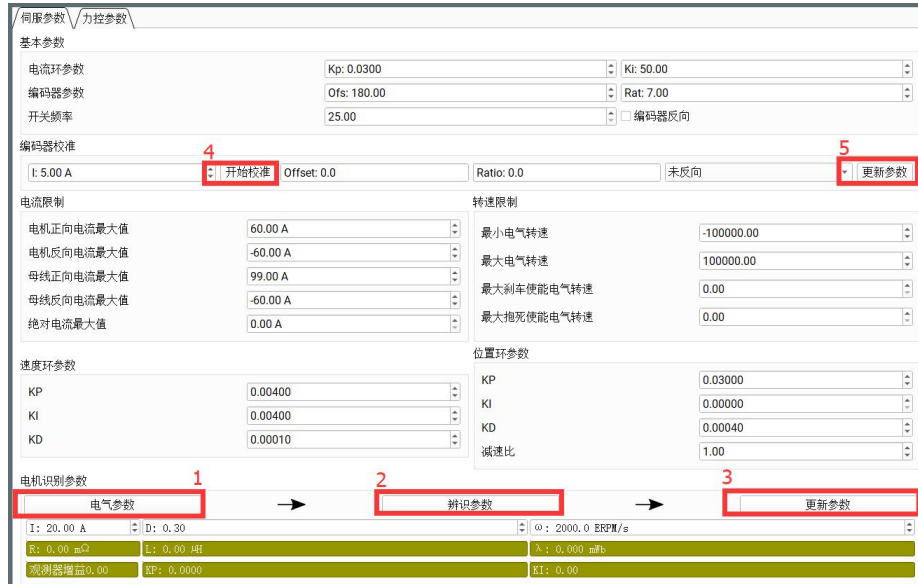 伺服参数 力控参数
基本参数
电流环参数 Kp: 0.0300 Ki: 50.00
编码器参数 Ofs: 180.00 Rat: 7.00
开关频率 25.00 编码器反向
编码器校准 4 5
I: 5.00 A 开始校准 Offset: 0.0 Ratio: 0.0 未反向 更新参数
电流限制
电机正向电流最大值 60.00 A
电机反向电流最大值 -60.00 A
母线正向电流最大值 99.00 A
母线反向电流最大值 -60.00 A
绝对电流最大值 0.00 A
转速限制
最小电气转速 -100000.00
最大电气转速 100000.00
最大刹车使能电气转速 0.00
最大抱死使能电气转速 0.00
速度环参数
KP 0.00400
KI 0.00400
KD 0.00010
位置环参数
KP 0.03000
KI 0.00000
KD 0.00040
减速比 1.00
电机识别参数 1 2 3
电气参数 辨识参数 更新参数
I: 20.00 A D: 0.30 ω: 2000.0 ERPM/s
R: 0.00 mΩ L: 0.00 μH λ: 0.000 mWb
观测器增益0.00 KP: 0.0000 KI: 0.00